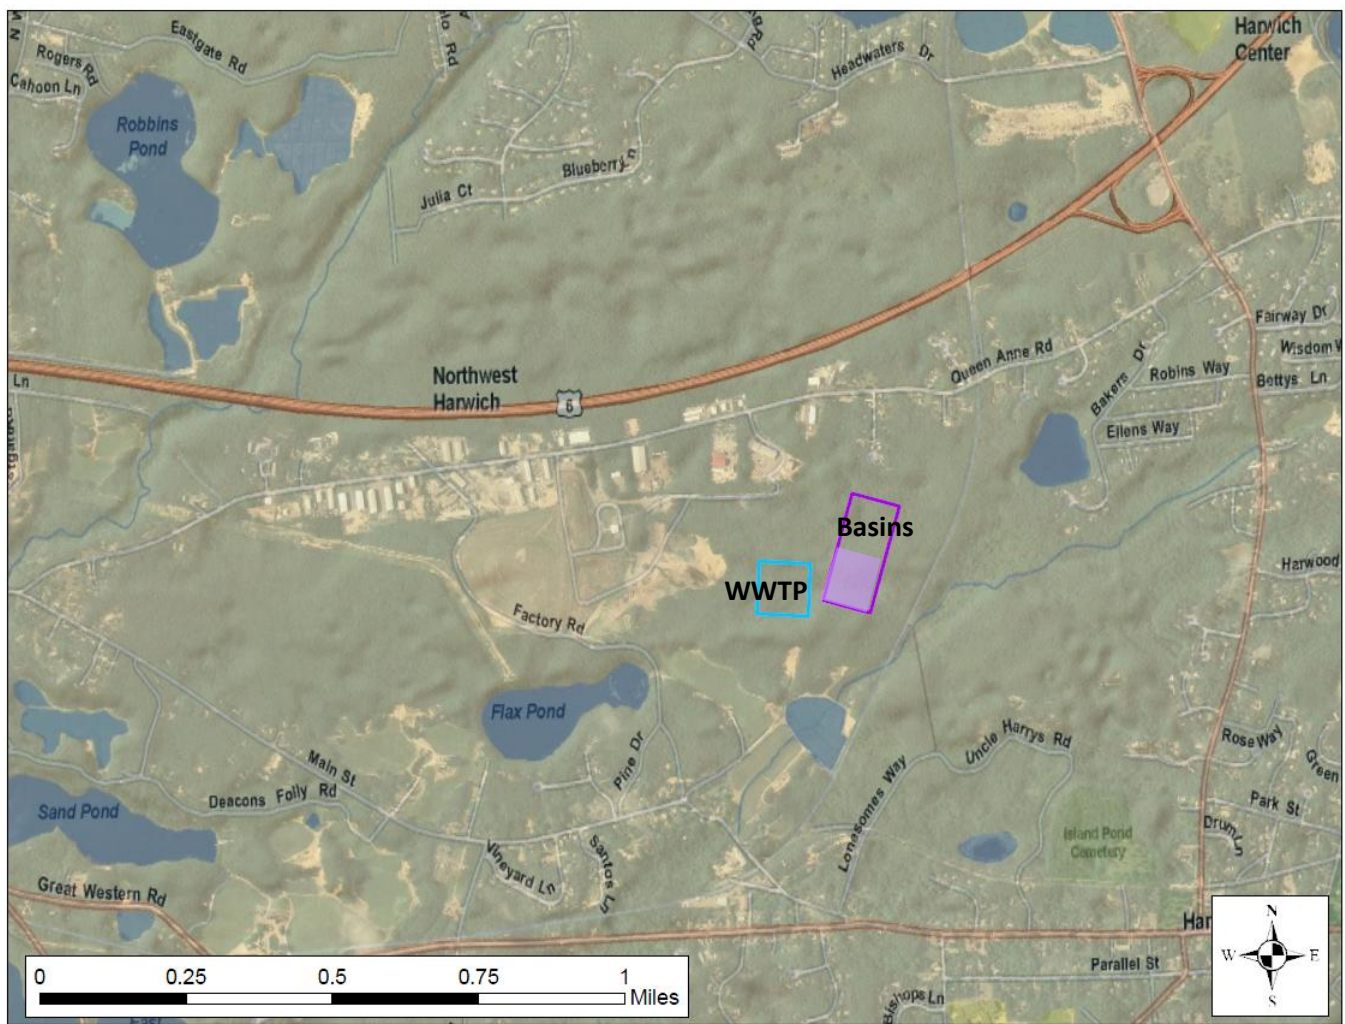 Harwich
Center
Eastgate Rd
Rogers Rd
Cahoon Ln
Headwaters Dr
Rd
Robbins
Pond
Blueberry Ln
Julia Ct
Fairway Dr
Queen Anne Rd
Wisdom W
Bakers Dr
Robins Way
Bettys Ln
Ln
Northwest
Harwich
6
Eilens Way
Basins
Harwood
WWTP
Factory Rd
Flax Pond
Pine Dr
Main St
Uncle Harrys Rd
Rose Way
Green
Deacons Folly Rd
Sand Pond
Lonesomes Way
Park St
Drum Ln
Island Pond
Cemetery
Vineyard Ln
Santos Ln
Great Western Rd
Har
N
W E
S
Parallel St
Bishops Ln
0 0.25 0.5 0.75 1
Miles
East